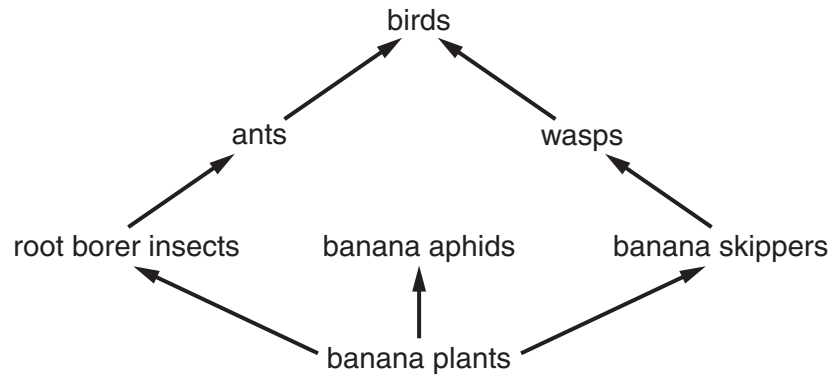 birds
ants
wasps
root borer insects
banana aphids
banana skippers
banana plants